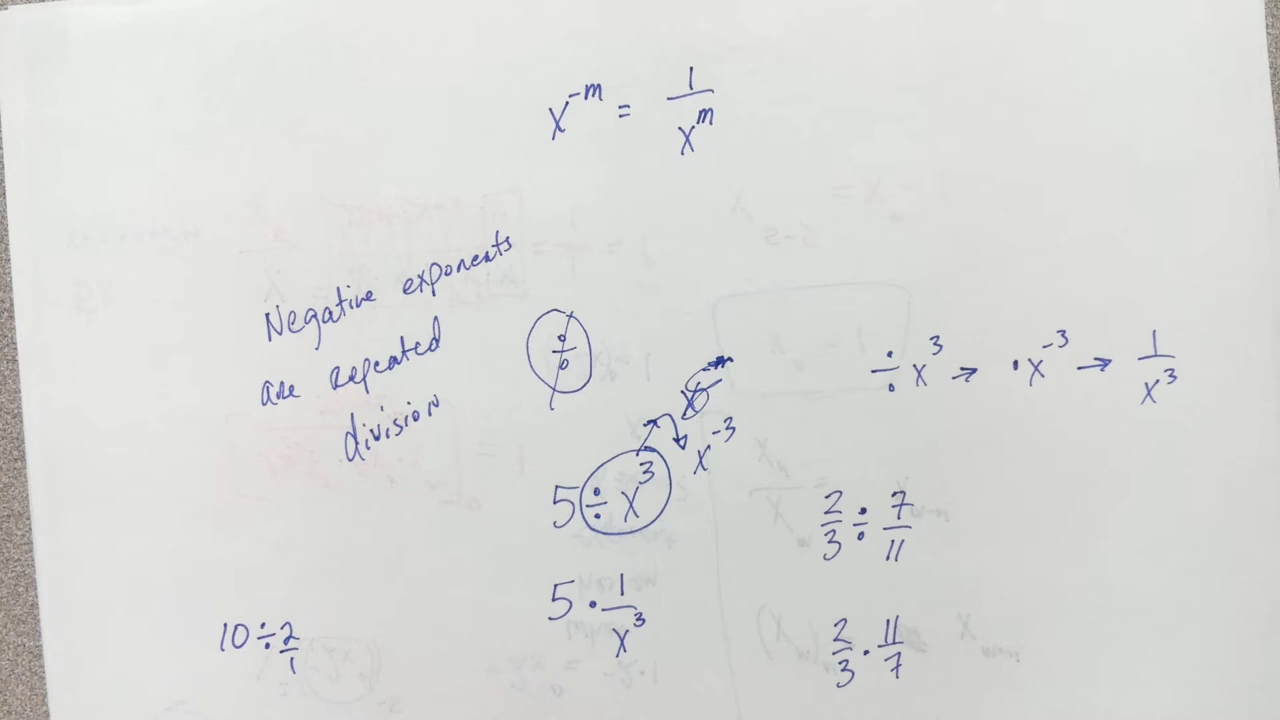 x^-m = 1/x^m
Negative exponents
are repeated
division
÷
÷ x^3 → · x^-3 → 1/x^3
x^-3
5 ÷ x^3
2/3 ÷ 7/11
5 · 1/x^3
10 ÷ 2/1
2/3 · 11/7